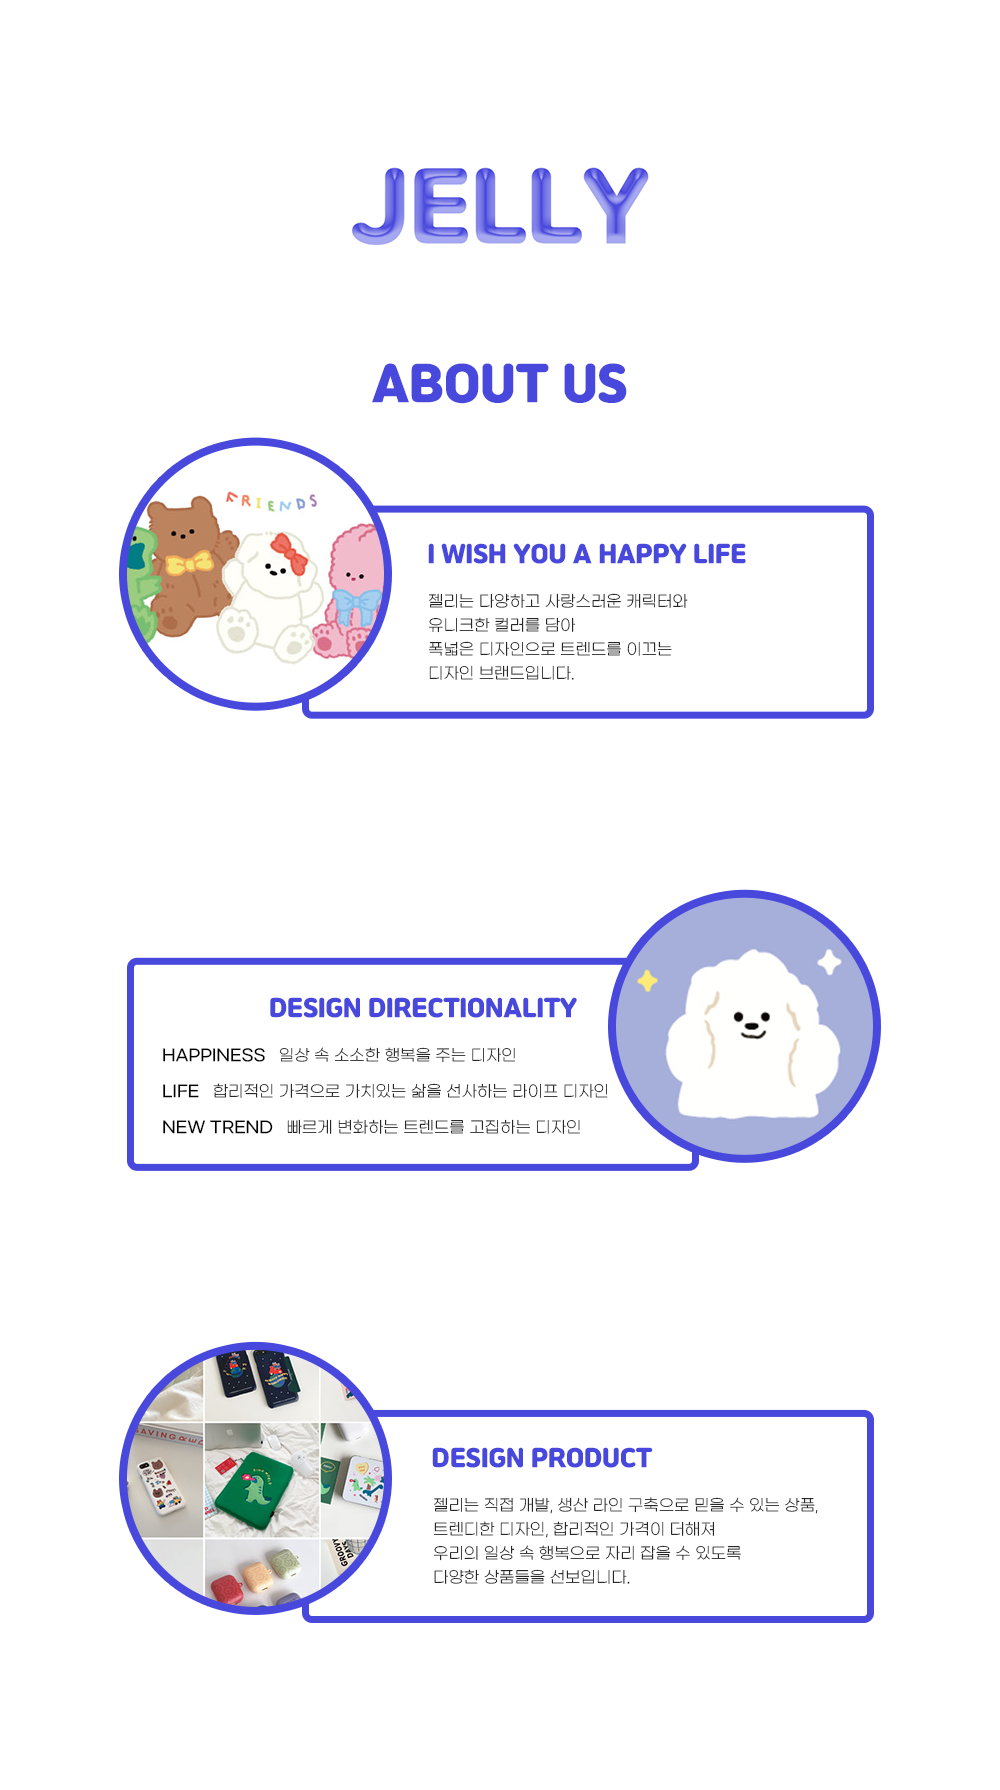 JELLY
ABOUT US
FRIENDS
I WISH YOU A HAPPY LIFE
젤리는 다양하고 사랑스러운 캐릭터와
유니크한 컬러를 담아
폭넓은 디자인으로 트렌드를 이끄는
디자인 브랜드입니다.
DESIGN DIRECTIONALITY
HAPPINESS 일상 속 소소한 행복을 주는 디자인
LIFE 합리적인 가격으로 가치있는 삶을 선사하는 라이프 디자인
NEW TREND 빠르게 변화하는 트렌드를 고집하는 디자인
DESIGN PRODUCT
젤리는 직접 개발, 생산 라인 구축으로 믿을 수 있는 상품,
트렌디한 디자인, 합리적인 가격이 더해져
우리의 일상 속 행복으로 자리 잡을 수 있도록
다양한 상품들을 선보입니다.